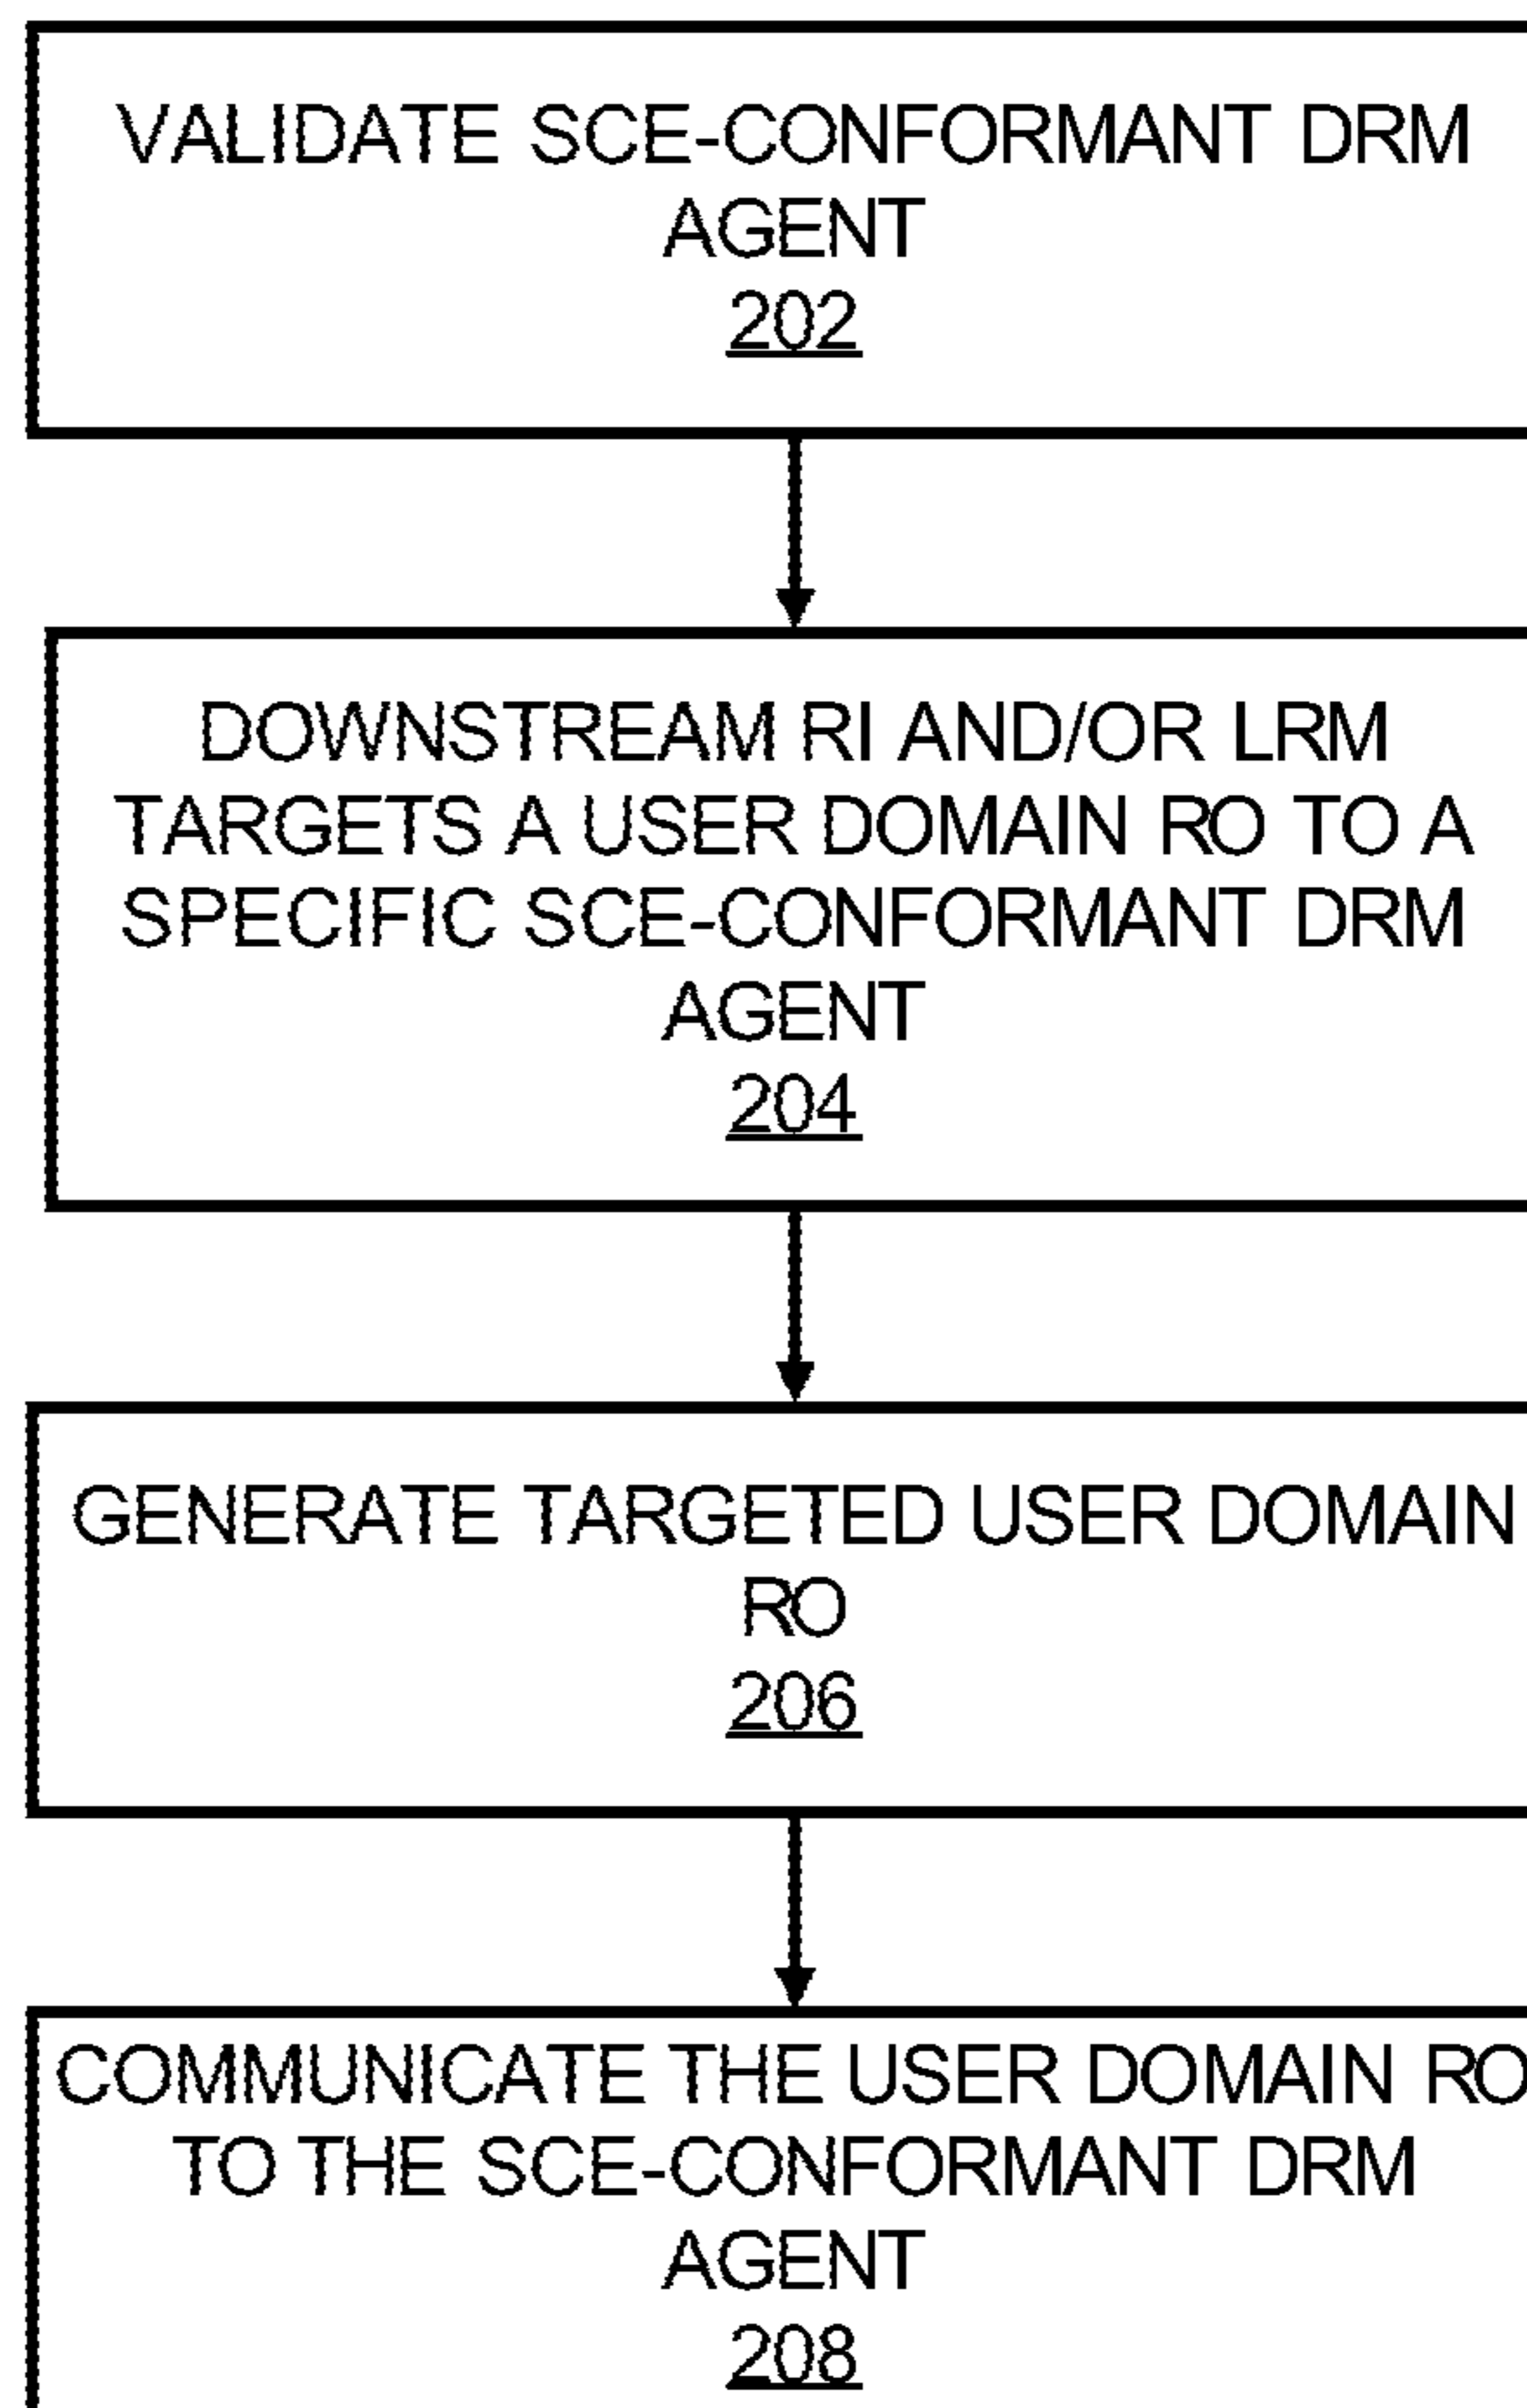 VALIDATE SCE-CONFORMANT DRM
AGENT
202
DOWNSTREAM RI AND/OR LRM
TARGETS A USER DOMAIN RO TO A
SPECIFIC SCE-CONFORMANT DRM
AGENT
204
GENERATE TARGETED USER DOMAIN
RO
206
COMMUNICATE THE USER DOMAIN RO
TO THE SCE-CONFORMANT DRM
AGENT
208